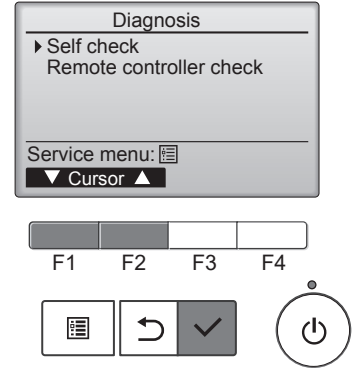 Diagnosis
Self check
Remote controller check
Service menu:
▼ Cursor ▲
F1 F2 F3 F4